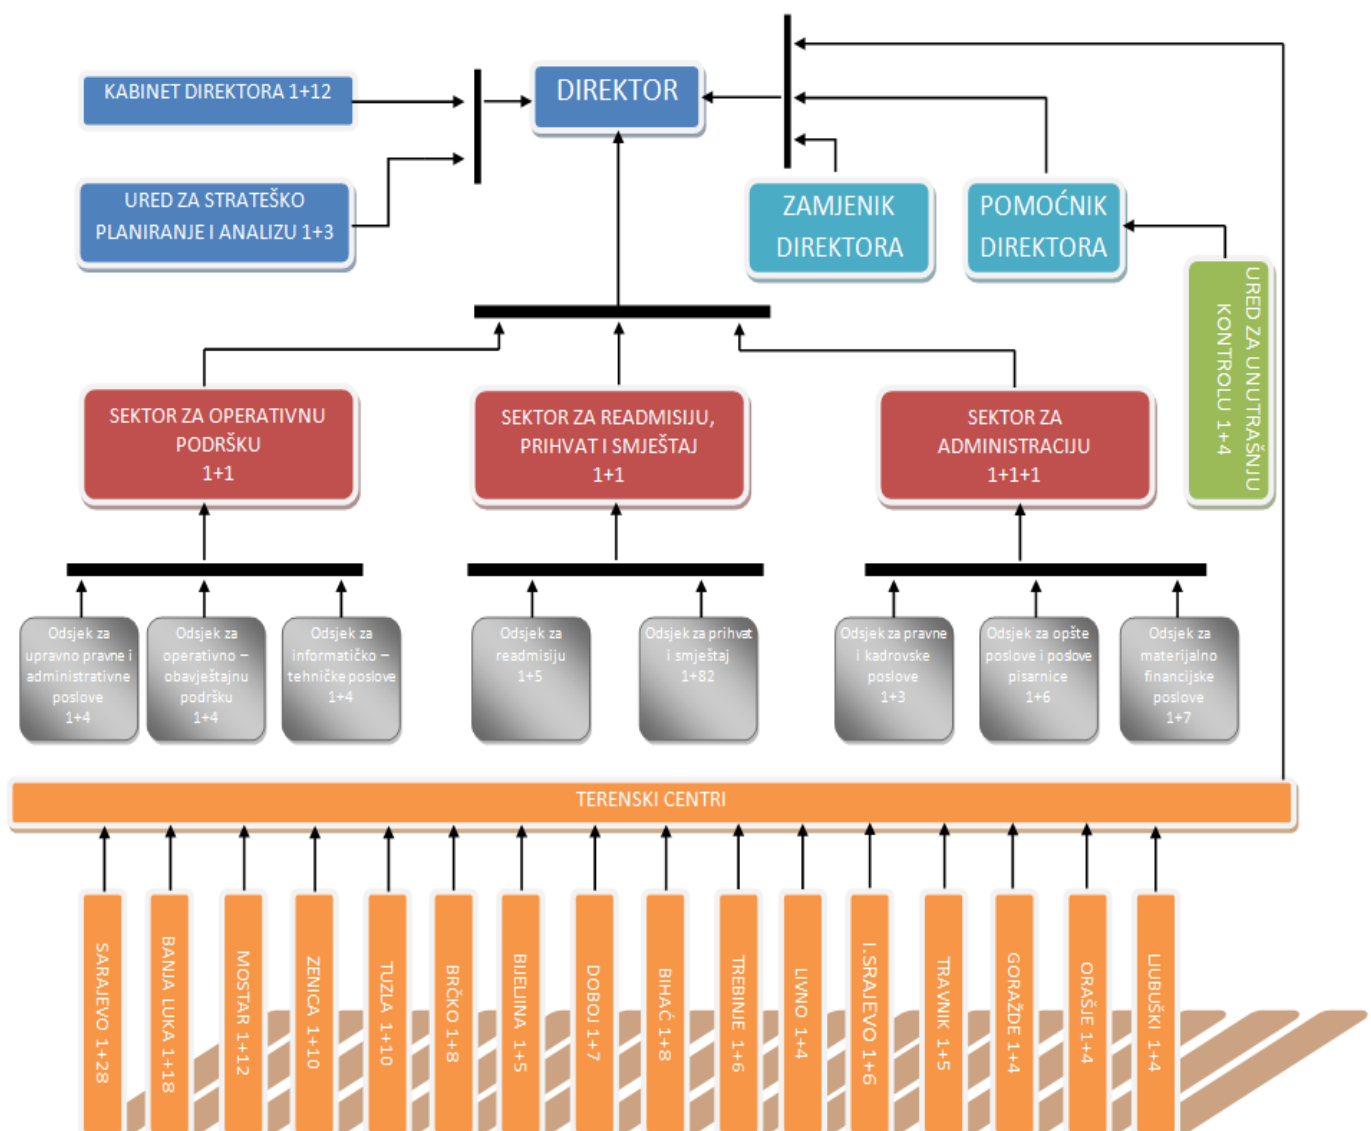 KABINET DIREKTORA 1+12
DIREKTOR
URED ZA STRATEŠKO
PLANIRANJE I ANALIZU 1+3
ZAMJENIK
DIREKTORA
POMOĆNIK
DIREKTORA
URED ZA UNUTRAŠNJU
KONTROLU 1+4
SEKTOR ZA OPERATIVNU
PODRŠKU
1+1
SEKTOR ZA READMISIJU,
PRIHVAT I SMJEŠTAJ
1+1
SEKTOR ZA
ADMINISTRACIJU
1+1+1
Odsjek za
upravno pravne i
administrativne
poslove
1+4
Odsjek za
operativno –
obavještajnu
podršku
1+4
Odsjek za
informatičko –
tehničke poslove
1+4
Odsjek za
readmisiju
1+5
Odsjek za prihvat
i smještaj
1+82
Odsjek za pravne
i kadrovske
poslove
1+3
Odsjek za opšte
poslove i poslove
pisarnice
1+6
Odsjek za
materijalno
financijske
poslove
1+7
TERENSKI CENTRI
SARAJEVO 1+28
BANJA LUKA 1+18
MOSTAR 1+12
ZENICA 1+10
TUZLA 1+10
BRČKO 1+8
BIJELJINA 1+5
DOBOJ 1+7
BIHAĆ 1+8
TREBINJE 1+6
LIVNO 1+4
I.SRAJEVO 1+6
TRAVNIK 1+5
GORAŽDE 1+4
ORAŠJE 1+4
LJUBUŠKI 1+4